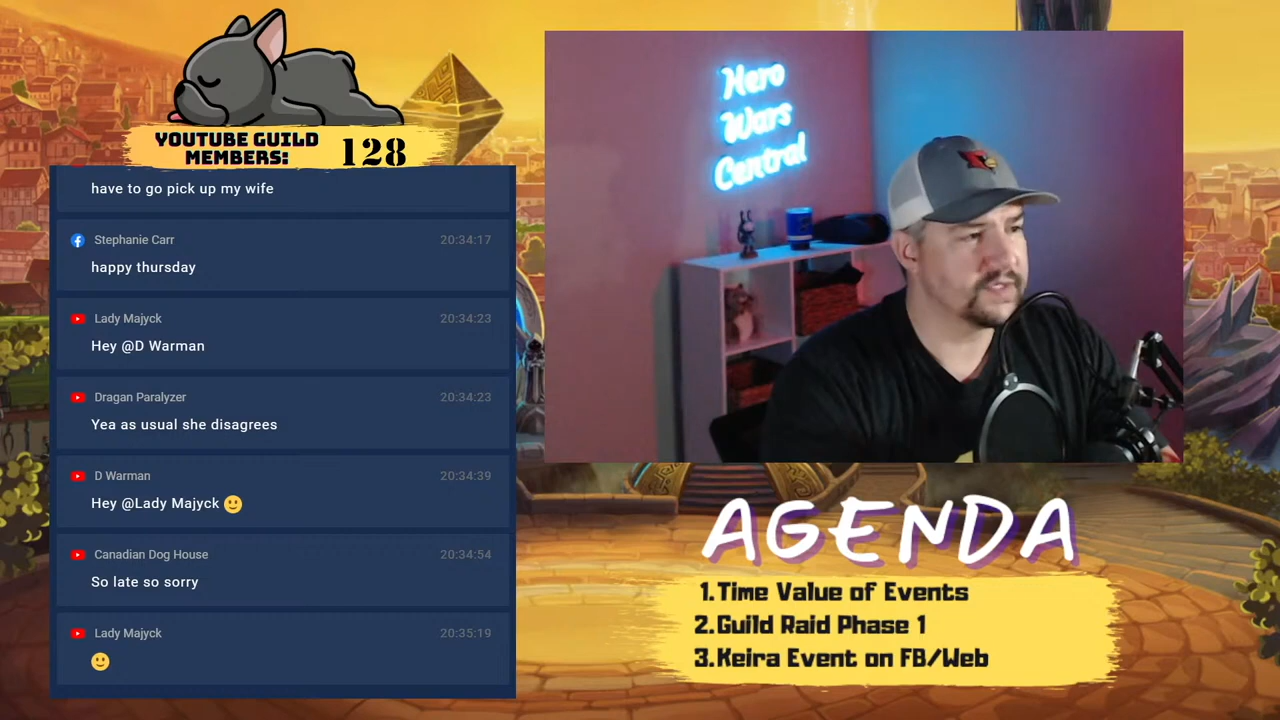 YOUTUBE GUILD
MEMBERS:
128
have to go pick up my wife
Stephanie Carr 20:34:17
happy thursday
Lady Majyck 20:34:23
Hey @D Warman
Dragan Paralyzer 20:34:23
Yea as usual she disagrees
D Warman 20:34:39
Hey @Lady Majyck 🙂
Canadian Dog House 20:34:54
So late so sorry
Lady Majyck 20:35:19
🙂
Hero
Wars
Central
AGENDA
1.Time Value of Events
2.Guild Raid Phase 1
3.Keira Event on FB/Web